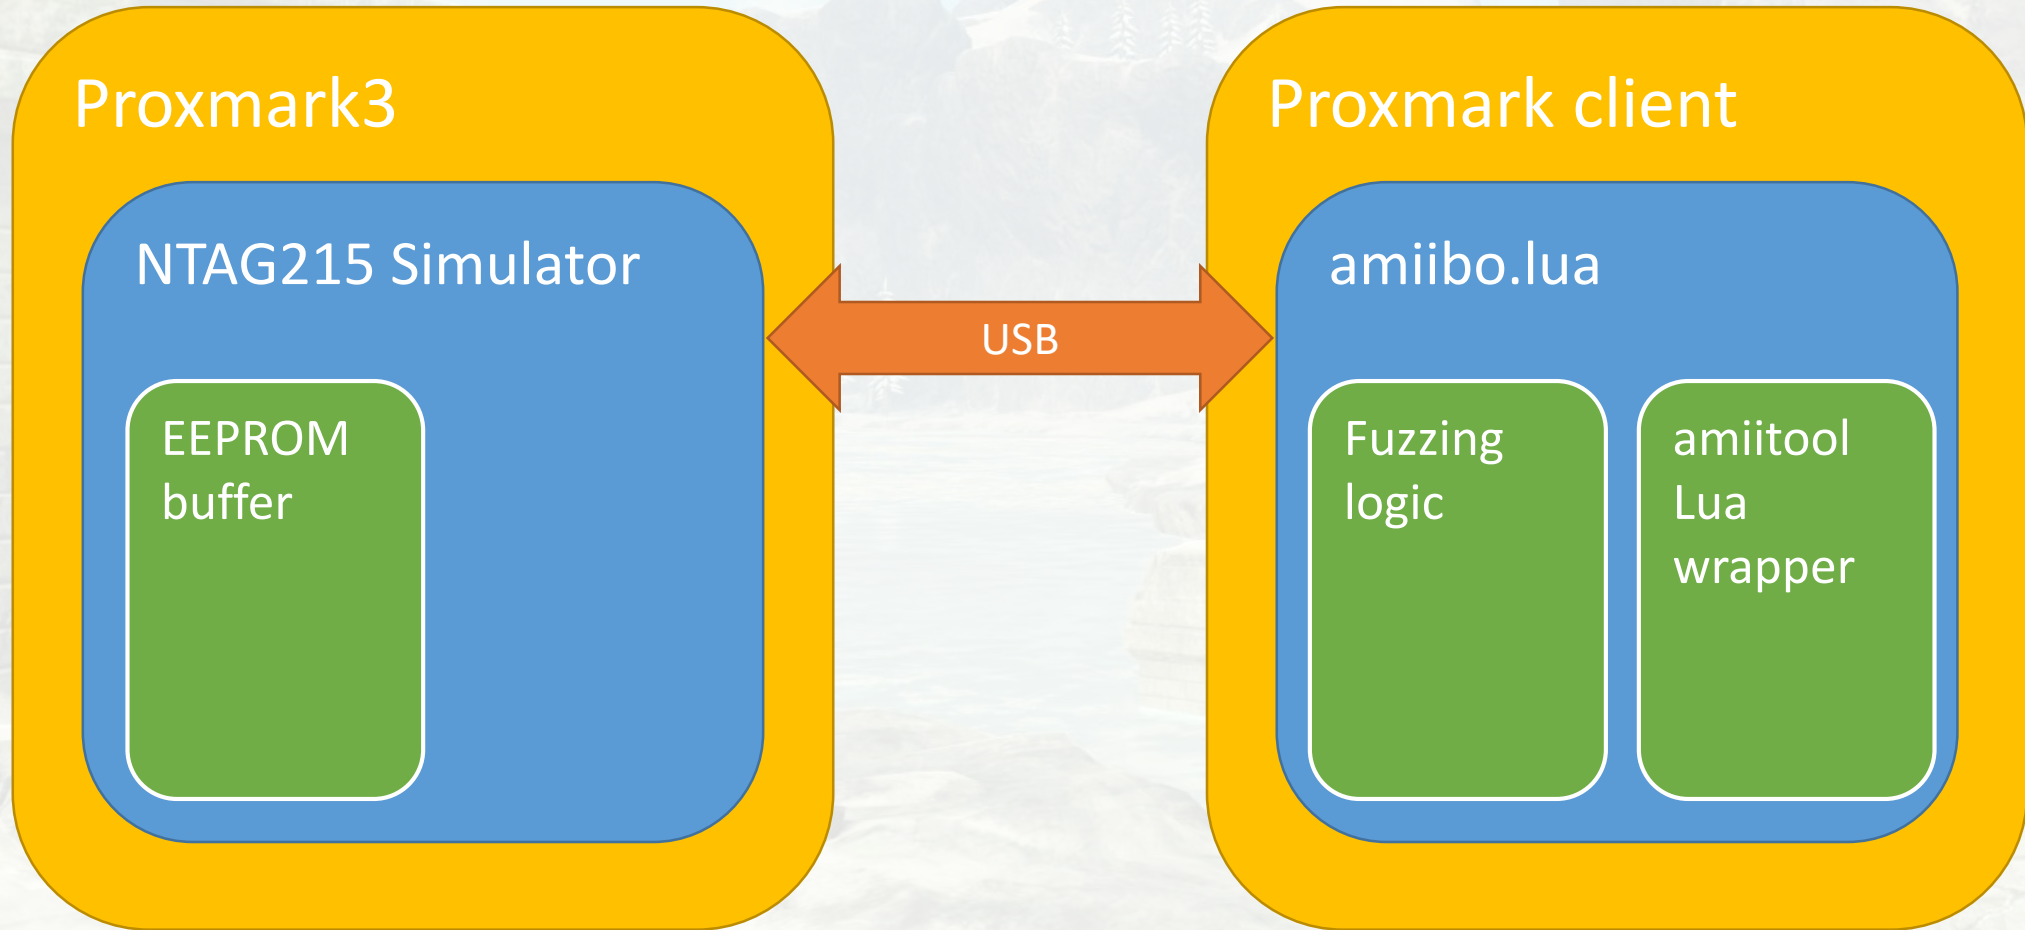 Proxmark3
NTAG215 Simulator
EEPROM
buffer
USB
Proxmark client
amiibo.lua
Fuzzing
logic
amiitool
Lua
wrapper